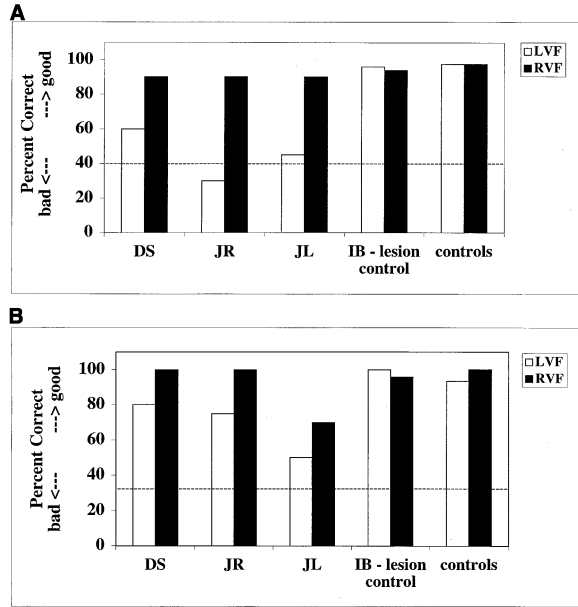 A
LVF
RVF
Percent Correct
bad <--- ---> good
100
80
60
40
20
0
DS JR JL IB - lesion controls
control
B
LVF
RVF
Percent Correct
bad <--- ---> good
100
80
60
40
20
0
DS JR JL IB - lesion controls
control